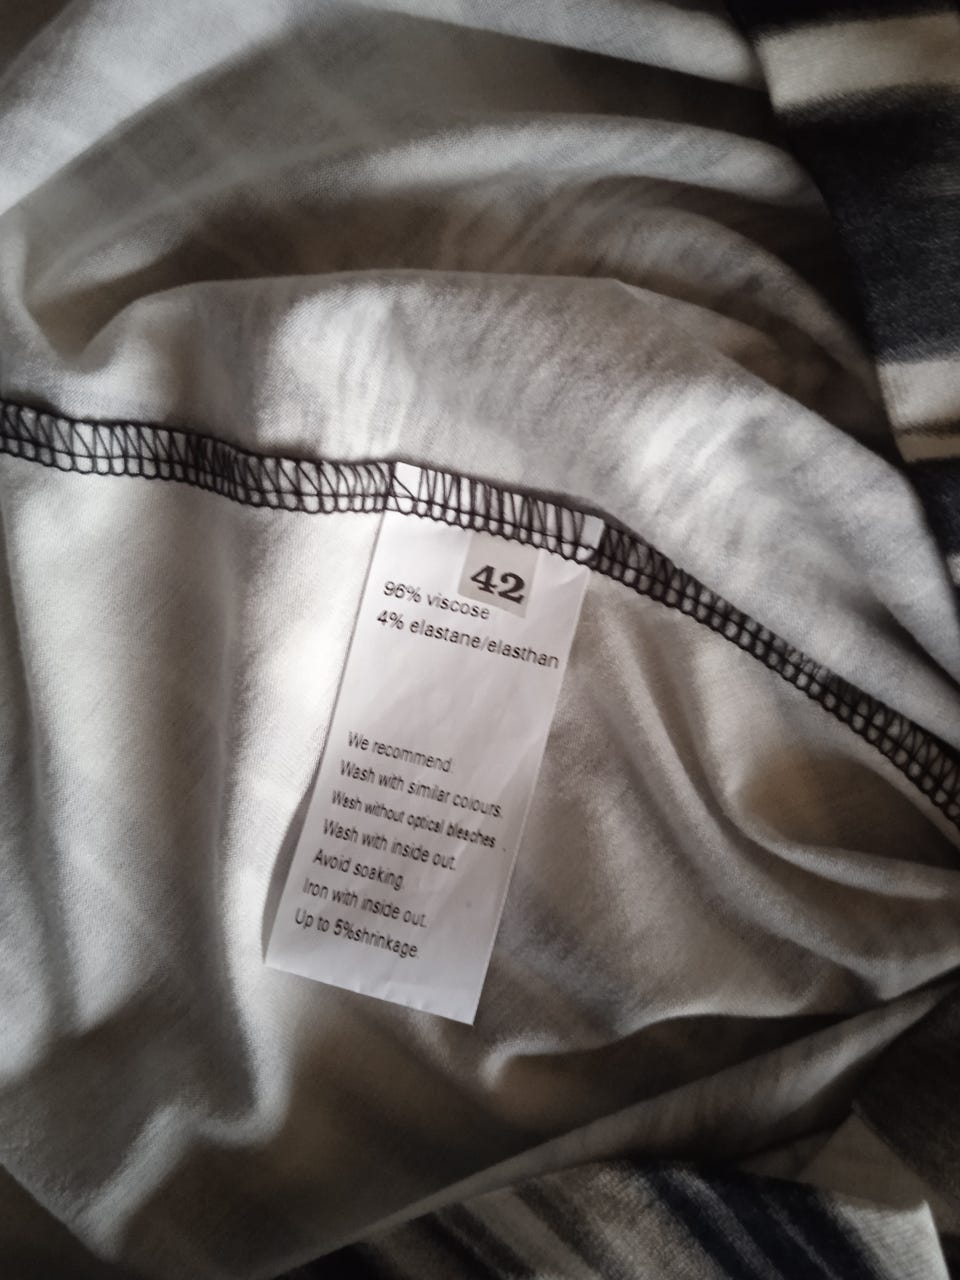 42
96% viscose
4% elastane/elasthan
We recommend.
Wash with similar colours.
Wash without optical bleaches .
Wash with inside out.
Avoid soaking
Iron with inside out.
Up to 5%shrinkage.